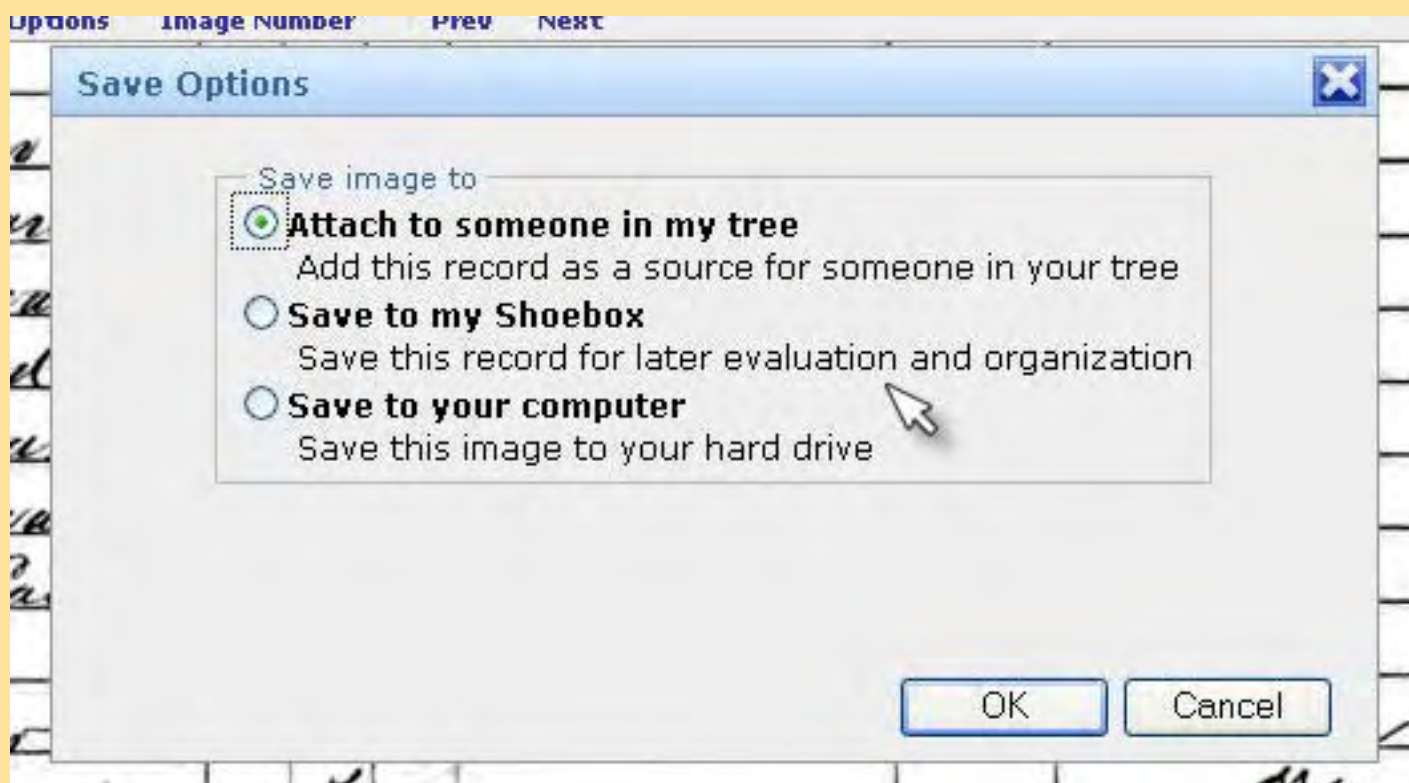 Options Image Number Prev Next
Save Options
Save image to
Attach to someone in my tree
Add this record as a source for someone in your tree
Save to my Shoebox
Save this record for later evaluation and organization
Save to your computer
Save this image to your hard drive
OK Cancel